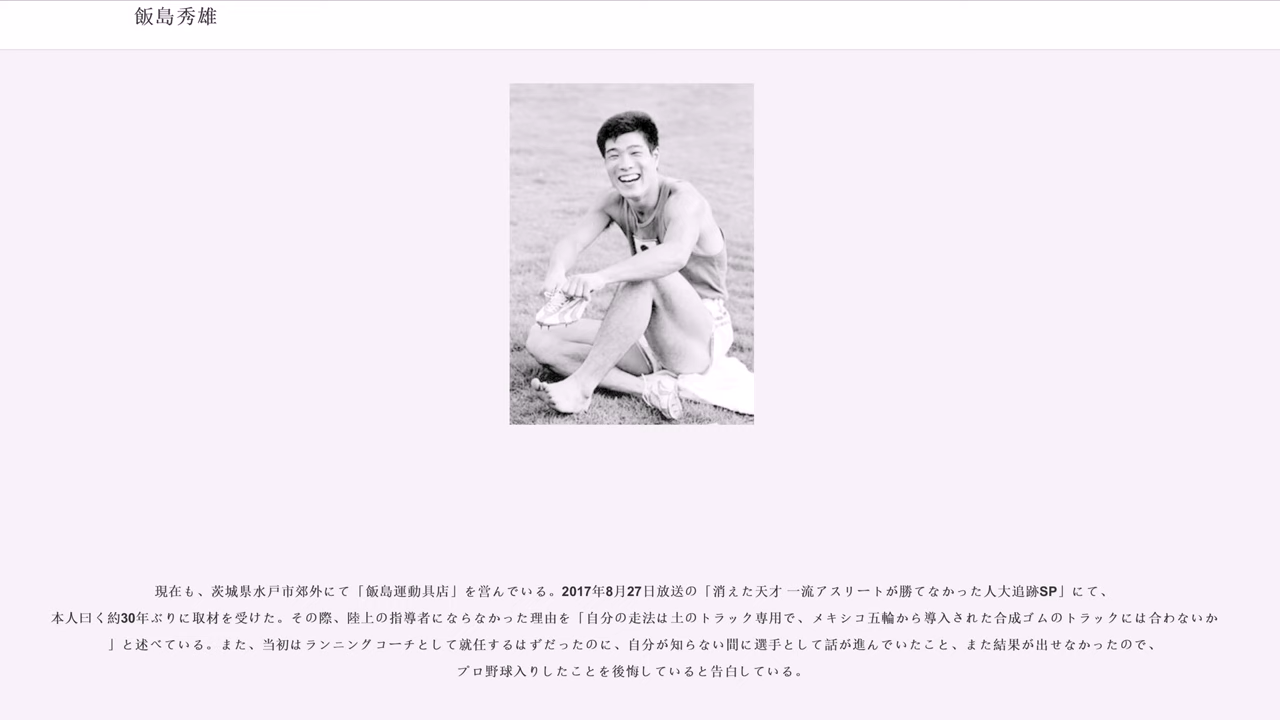 飯島秀雄
現在も、茨城県水戸市郊外にて「飯島運動具店」を営んでいる。2017年8月27日放送の「消えた天才 一流アスリートが勝てなかった人大追跡SP」にて、
本人曰く約30年ぶりに取材を受けた。その際、陸上の指導者にならなかった理由を「自分の走法は土のトラック専用で、メキシコ五輪から導入された合成ゴムのトラックには合わないか
」と述べている。また、当初はランニングコーチとして就任するはずだったのに、自分が知らない間に選手として話が進んでいたこと、また結果が出せなかったので、
プロ野球入りしたことを後悔していると告白している。